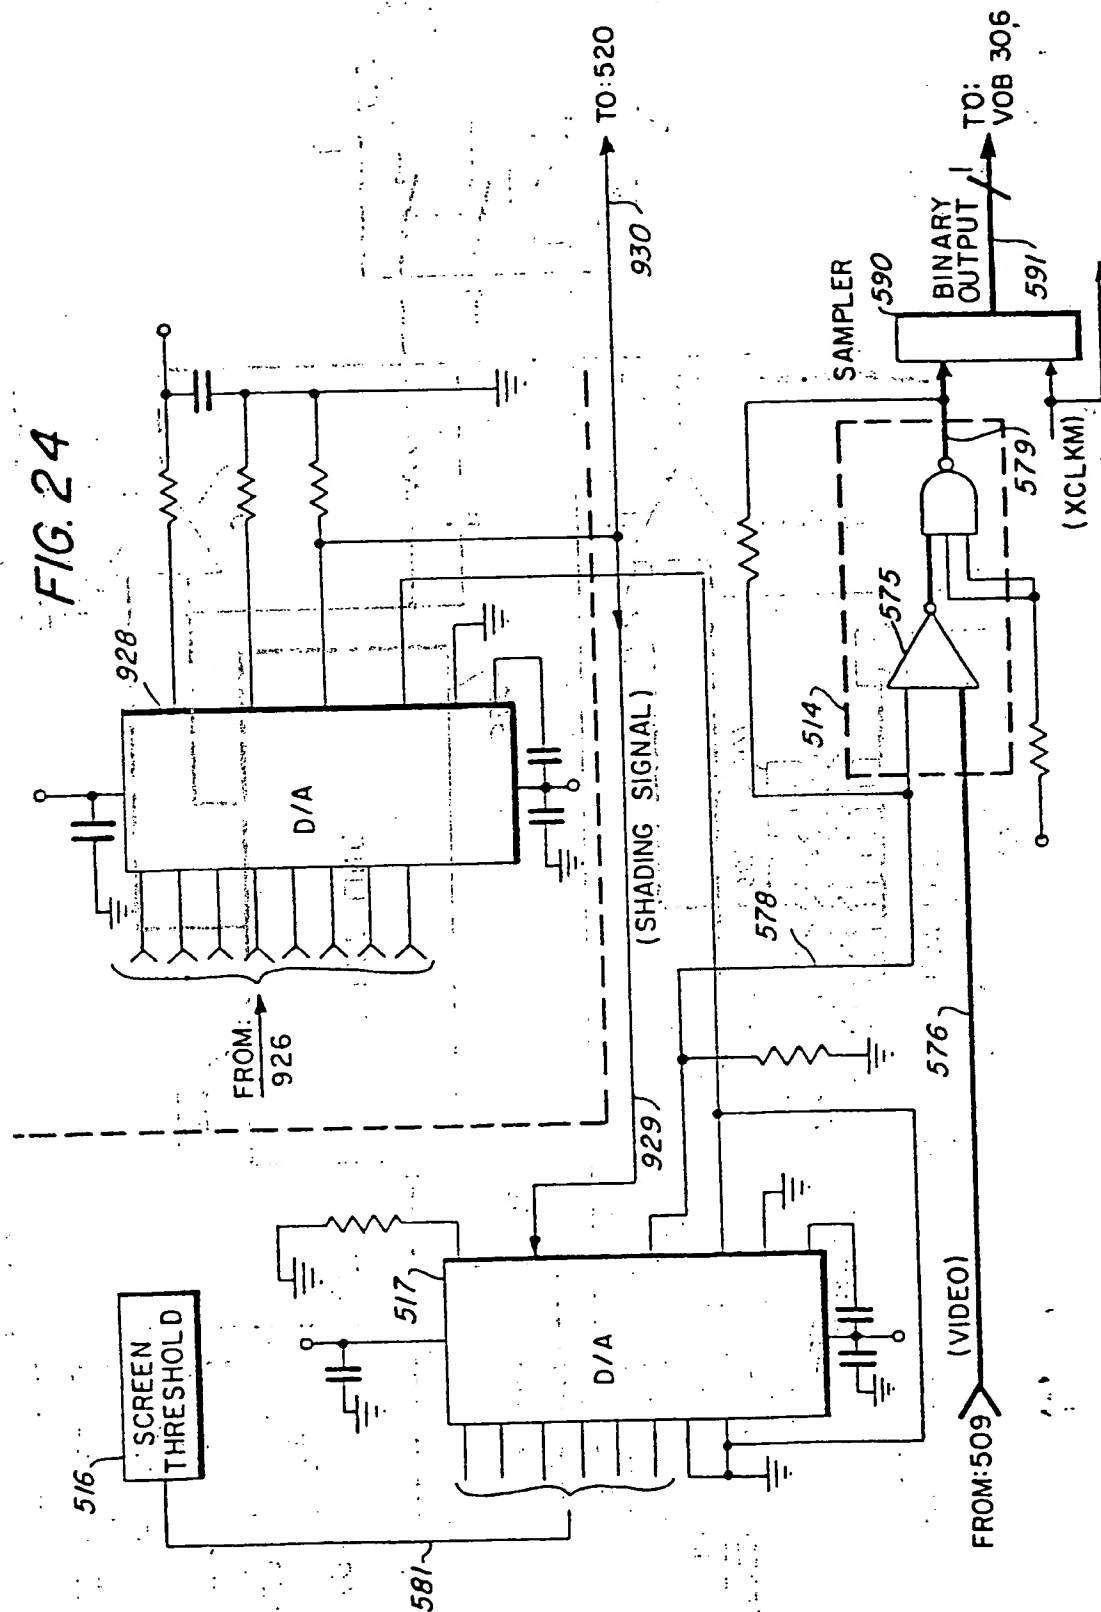 FIG. 24
928
D/A
FROM:
926
TO:520
930
(SHADING SIGNAL)
929
516
SCREEN
THRESHOLD
581
517
D/A
578
514
575
579
SAMPLER
590
BINARY
OUTPUT
591
1
TO:
VOB 306,
(XCLKM)
576
(VIDEO)
FROM:509